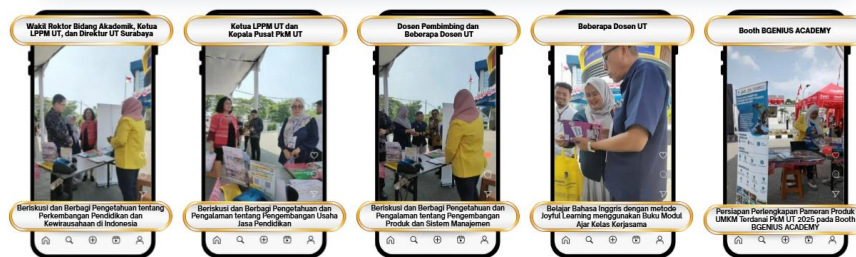 Wakil Rektor Bidang Akademik, Ketua
LPPM UT, dan Direktur UT Surabaya
Beriskusi dan Berbagi Pengetahuan tentang
Perkembangan Pendidikan dan
Kewirausahaan di Indonesia
Ketua LPPM UT dan
Kepala Pusat PkM UT
Beriskusi dan Berbagi Pengetahuan dan
Pengalaman tentang Pengembangan Usaha
Jasa Pendidikan
Dosen Pembimbing dan
Beberapa Dosen UT
Beriskusi dan Berbagi Pengetahuan dan
Pengalaman tentang Pengembangan
Produk dan Sistem Manajemen
Beberapa Dosen UT
Belajar Bahasa Inggris dengan metode
Joyful Learning menggunakan Buku Modul
Ajar Kelas Kerjasama
Booth BGENIUS ACADEMY
Persiapan Perlengkapan Pameran Produk
UMKM Terdanai PkM UT 2025 pada Booth
BGENIUS ACADEMY